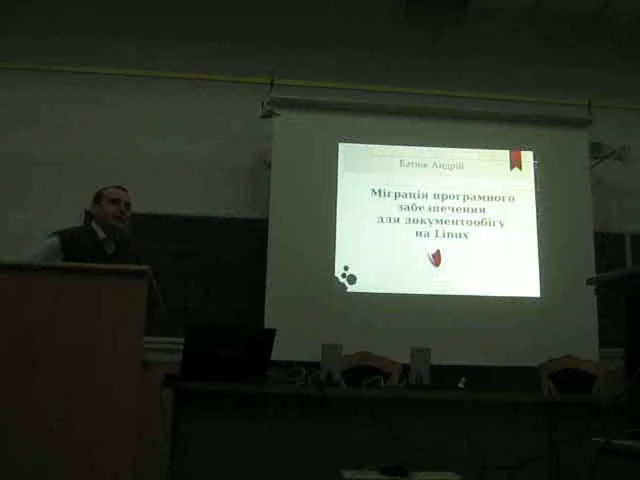 Андрій
Міграція програмного
забезпечення
для документообігу
на Linux